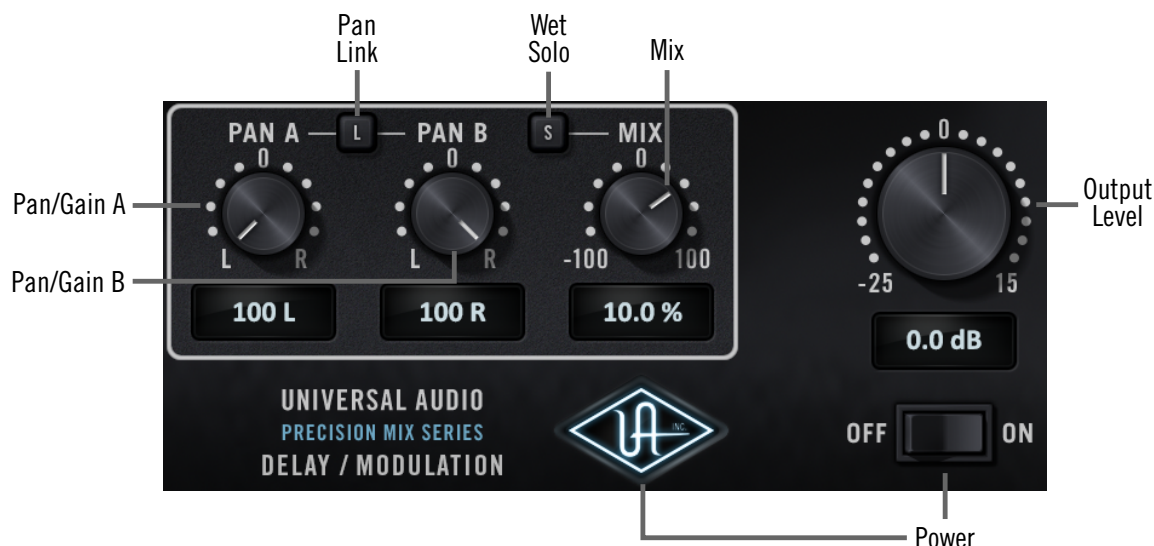 Pan
Link
Wet
Solo
Mix
PAN A
L
PAN B
S
MIX
0
0
0
0
Pan/Gain A
Output
Level
L
R
L
R
-100
100
-25
15
Pan/Gain B
100 L
100 R
10.0 %
0.0 dB
UNIVERSAL AUDIO
PRECISION MIX SERIES
DELAY / MODULATION
UA
INC.
OFF
ON
Power